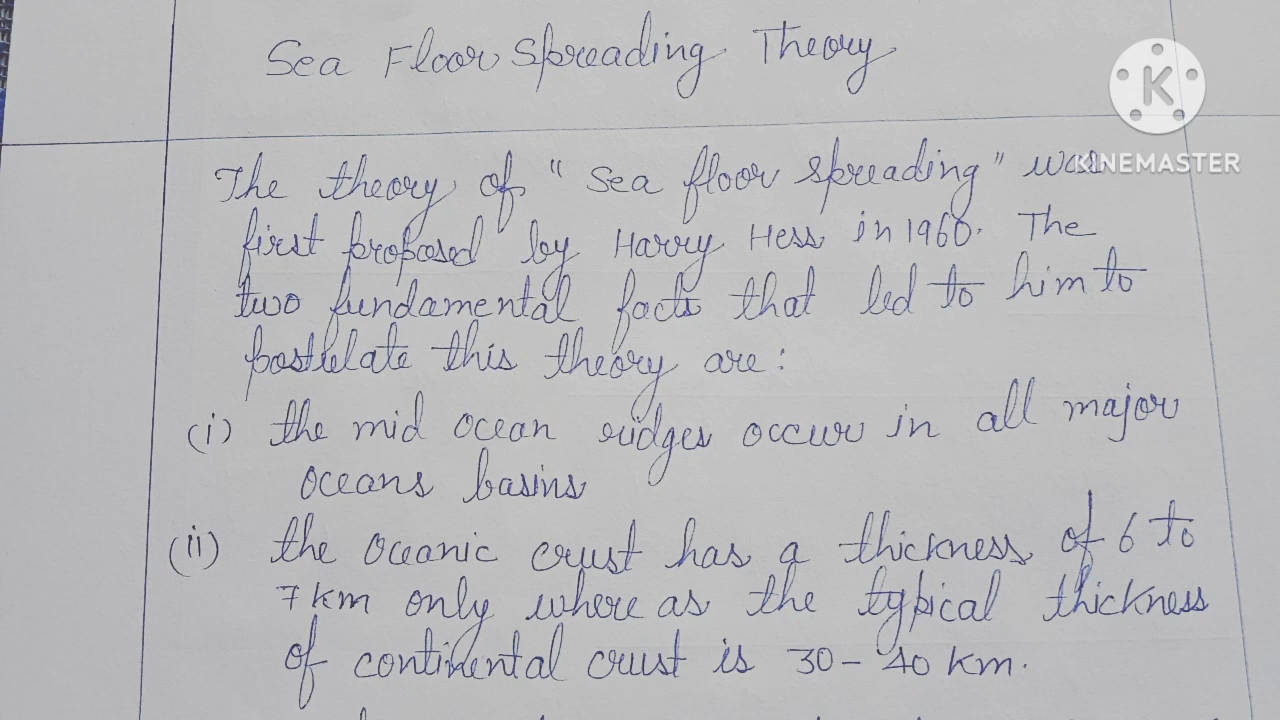 Sea Floor Spreading Theory
K
KINEMASTER
The theory of "Sea floor spreading" was
first proposed by Harry Hess in 1960. The
two fundamental facts that led to him to
postulate this theory are:
(i) the mid ocean ridges occur in all major
oceans basins
(ii) the oceanic crust has a thickness of 6 to
7 km only where as the typical thickness
of continental crust is 30-40 km.